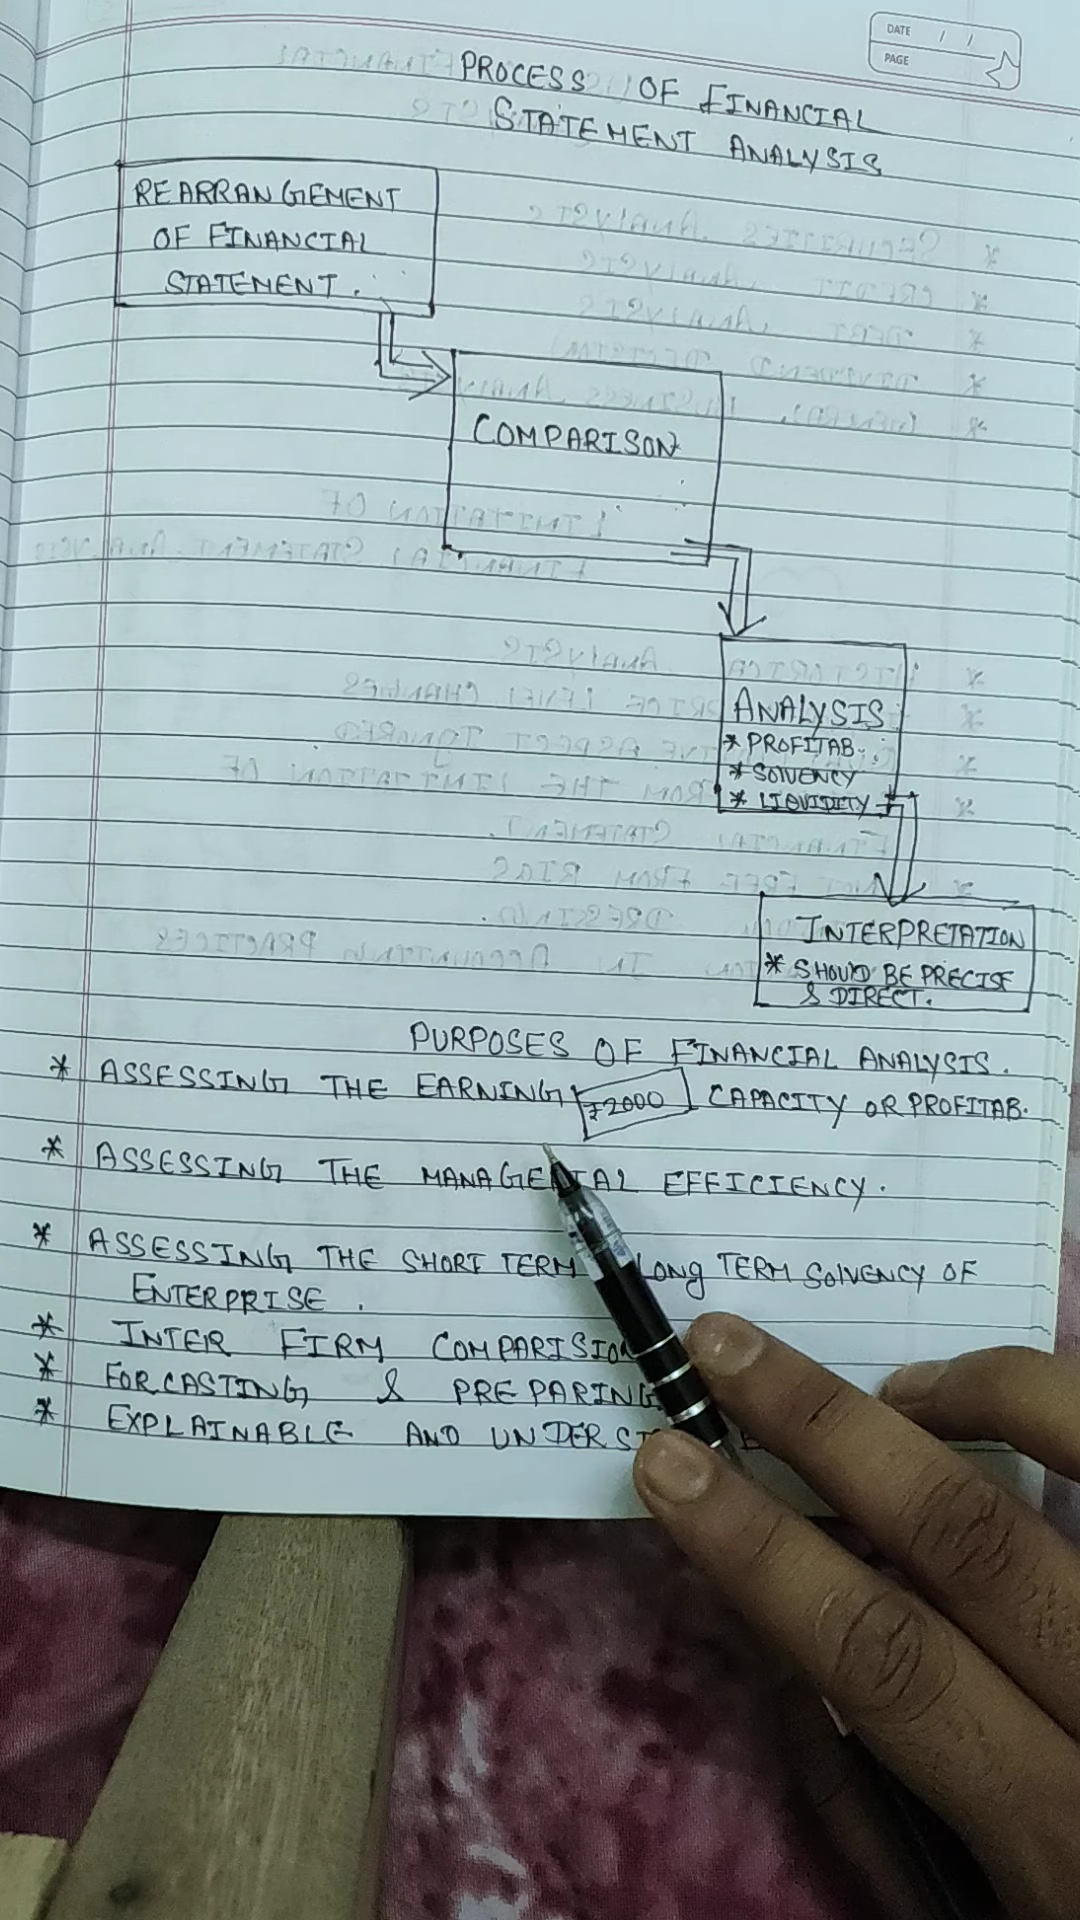 DATE / /
PAGE
PROCESS OF FINANCIAL
STATEMENT ANALYSIS
REARRANGEMENT
OF FINANCIAL
STATEMENT.
COMPARISON
ANALYSIS
* PROFITAB.
* SOLVENCY
* LIQUIDITY
INTERPRETATION
* SHOULD BE PRECISE
& DIRECT.
PURPOSES OF FINANCIAL ANALYSIS.
* ASSESSING THE EARNING ₹2000 CAPACITY OR PROFITAB.
* ASSESSING THE MANAGERIAL EFFICIENCY.
* ASSESSING THE SHORT TERM LONG TERM SOLVENCY OF
ENTERPRISE.
* INTER FIRM COMPARISION
* FORCASTING & PREPARING
* EXPLAINABLE AND